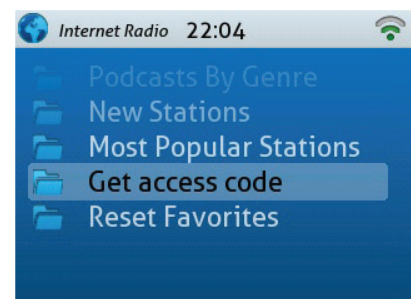 Internet Radio 22:04
Podcasts By Genre
New Stations
Most Popular Stations
Get access code
Reset Favorites